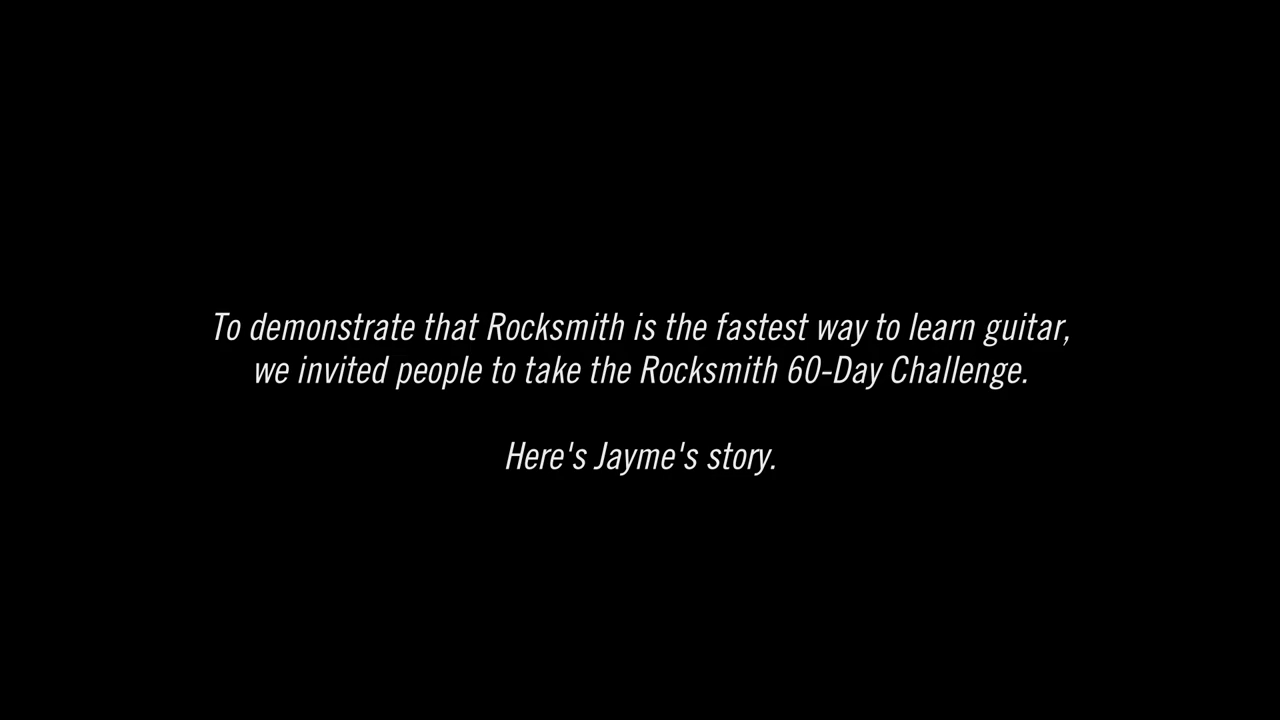 To demonstrate that Rocksmith is the fastest way to learn guitar,
we invited people to take the Rocksmith 60-Day Challenge.
Here's Jayme's story.